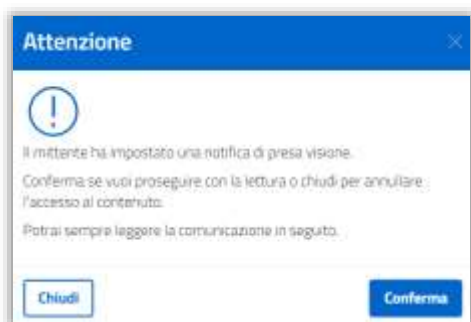 Attenzione
Il mittente ha impostato una notifica di presa visione.
Conferma se vuoi proseguire con la lettura o chiudi per annullare
l'accesso al contenuto.
Potrai sempre leggere la comunicazione in seguito.
Chiudi
Conferma